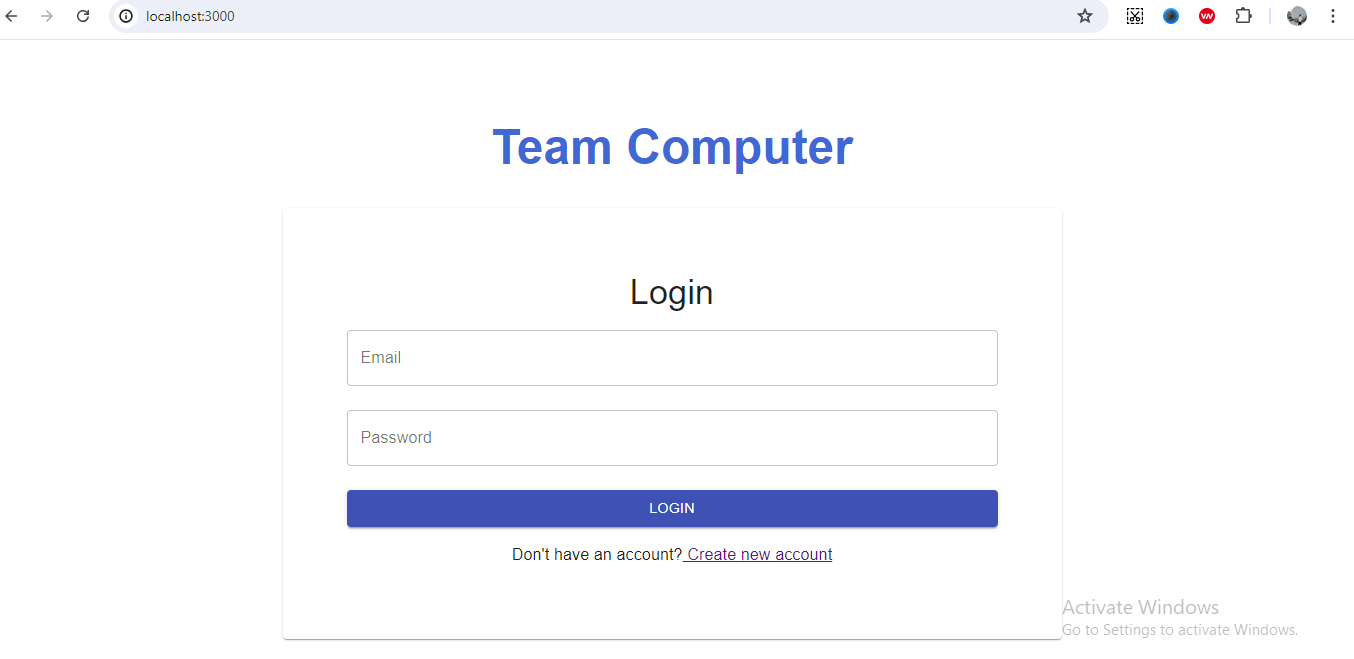 localhost:3000
Team Computer
Login
Email
Password
LOGIN
Don't have an account? Create new account
Activate Windows
Go to Settings to activate Windows.